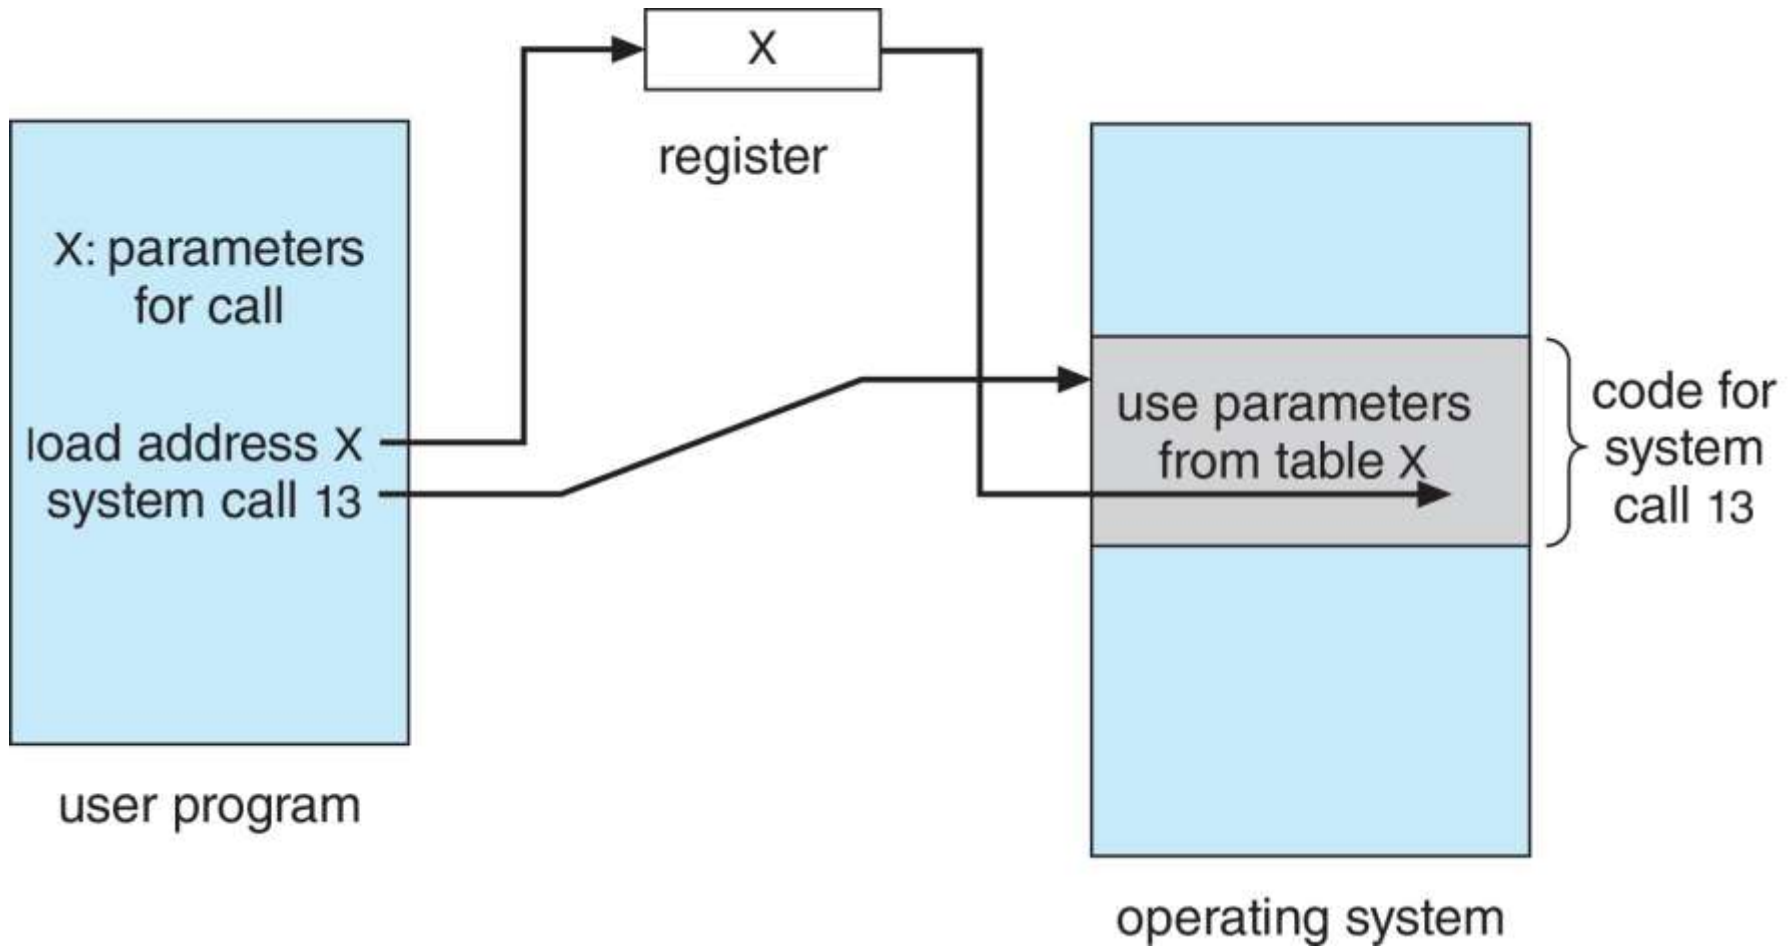 X
register
X: parameters
for call
load address X
system call 13
user program
use parameters
from table X
code for
system
call 13
operating system